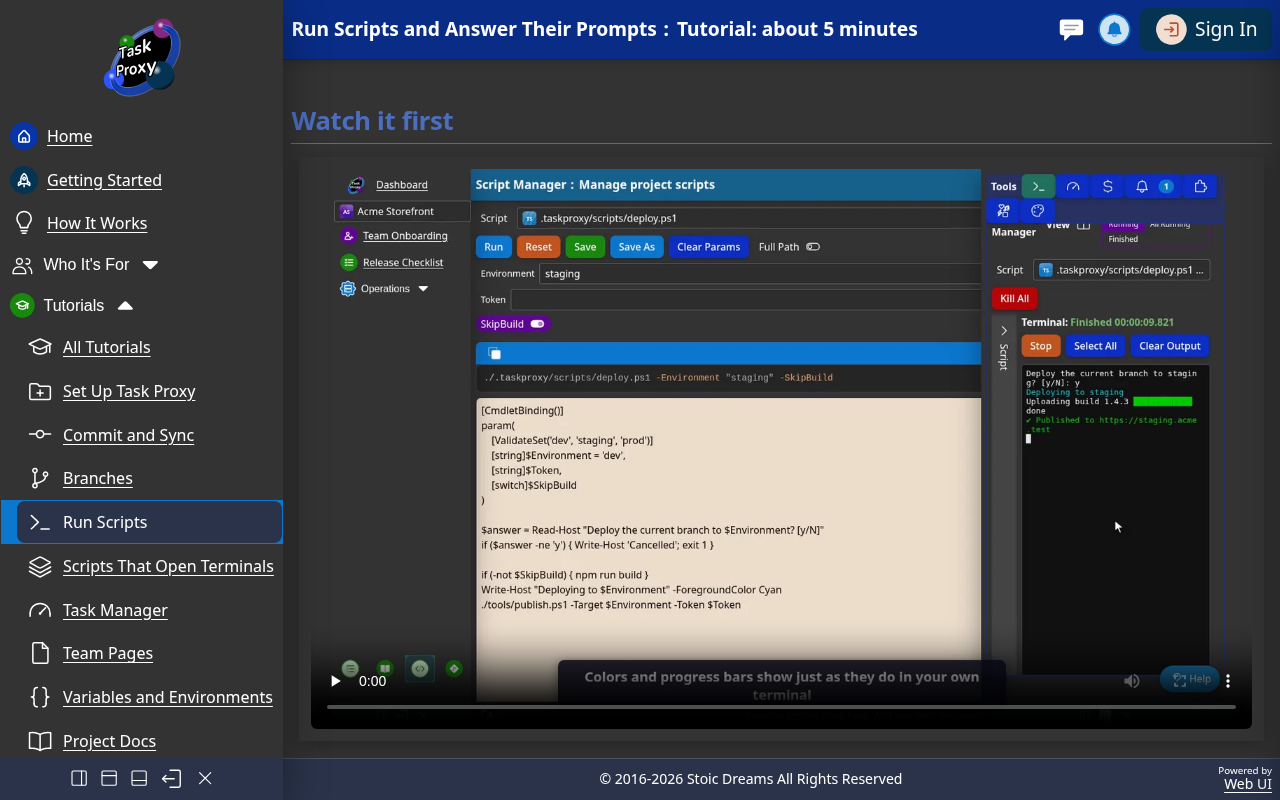 Task
Proxy
Home
Getting Started
How It Works
Who It's For
Tutorials
All Tutorials
Set Up Task Proxy
Commit and Sync
Branches
Run Scripts
Scripts That Open Terminals
Task Manager
Team Pages
Variables and Environments
Project Docs
Run Scripts and Answer Their Prompts : Tutorial: about 5 minutes
Sign In
Watch it first
Dashboard
AS Acme Storefront
Team Onboarding
Release Checklist
Operations
Script Manager : Manage project scripts
Script TS .taskproxy/scripts/deploy.ps1
Run Reset Save Save As Clear Params Full Path
Environment staging
Token
SkipBuild
./.taskproxy/scripts/deploy.ps1 -Environment "staging" -SkipBuild
[CmdletBinding()]
param(
[ValidateSet('dev', 'staging', 'prod')]
[string]$Environment = 'dev',
[string]$Token,
[switch]$SkipBuild
)
$answer = Read-Host "Deploy the current branch to $Environment? [y/N]"
if ($answer -ne 'y') { Write-Host 'Cancelled'; exit 1 }
if (-not $SkipBuild) { npm run build }
Write-Host "Deploying to $Environment" -ForegroundColor Cyan
./tools/publish.ps1 -Target $Environment -Token $Token
Tools
1
Manager
View
Running
All Running
Finished
Script TS .taskproxy/scripts/deploy.ps1 ...
Kill All
Script
Terminal: Finished 00:00:09.821
Stop Select All Clear Output
Deploy the current branch to stagin
g? [y/N]: y
Deploying to staging
Uploading build 1.4.3
done
✔ Published to https://staging.acme
.test
Colors and progress bars show just as they do in your own
terminal
Help
0:00
© 2016-2026 Stoic Dreams All Rights Reserved
Powered by
Web UI